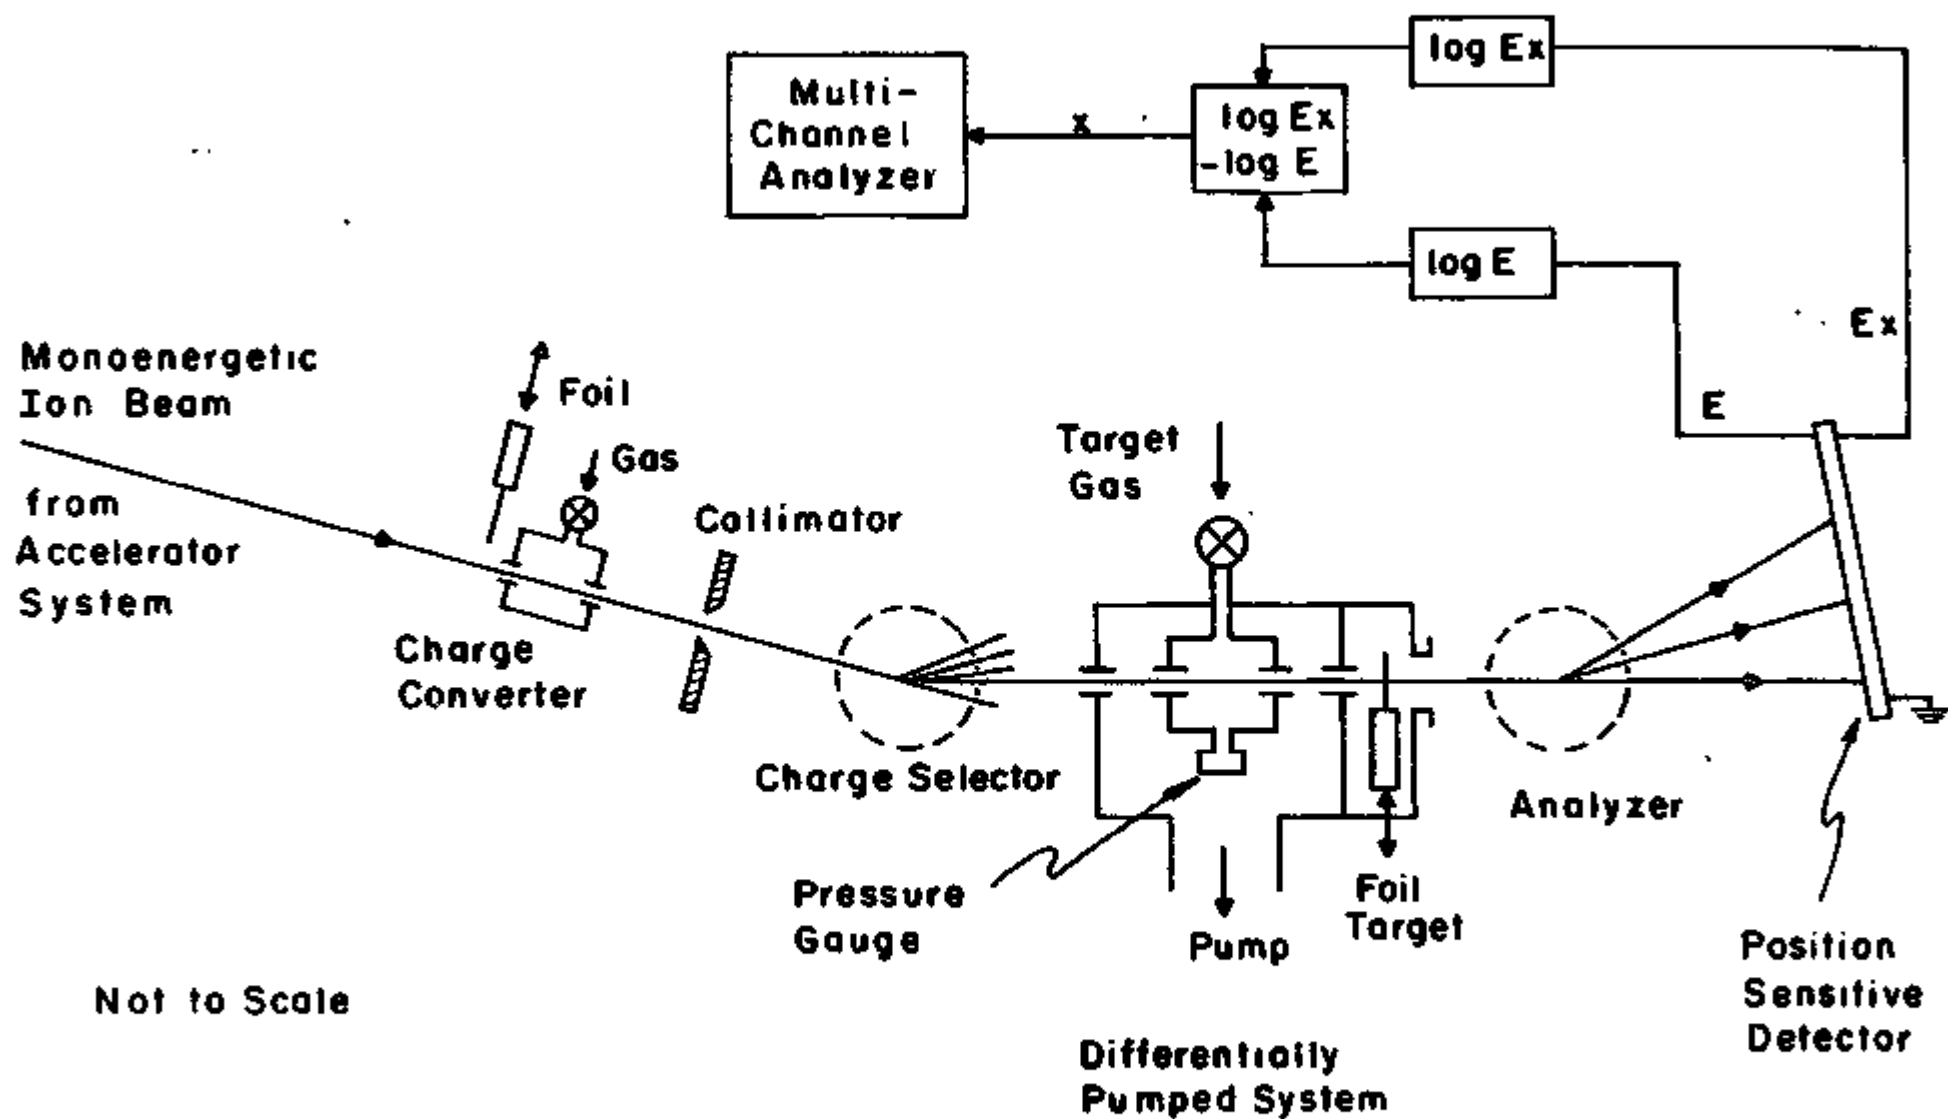 log Ex
Multi-
Channel
Analyzer
x
log Ex
-log E
log E
Ex
E
Monoenergetic
Ion Beam
from
Accelerator
System
Foil
Gas
Collimator
Target
Gas
Charge
Converter
Charge Selector
Analyzer
Pressure
Gauge
Pump
Foil
Target
Position
Sensitive
Detector
Not to Scale
Differentially
Pumped System